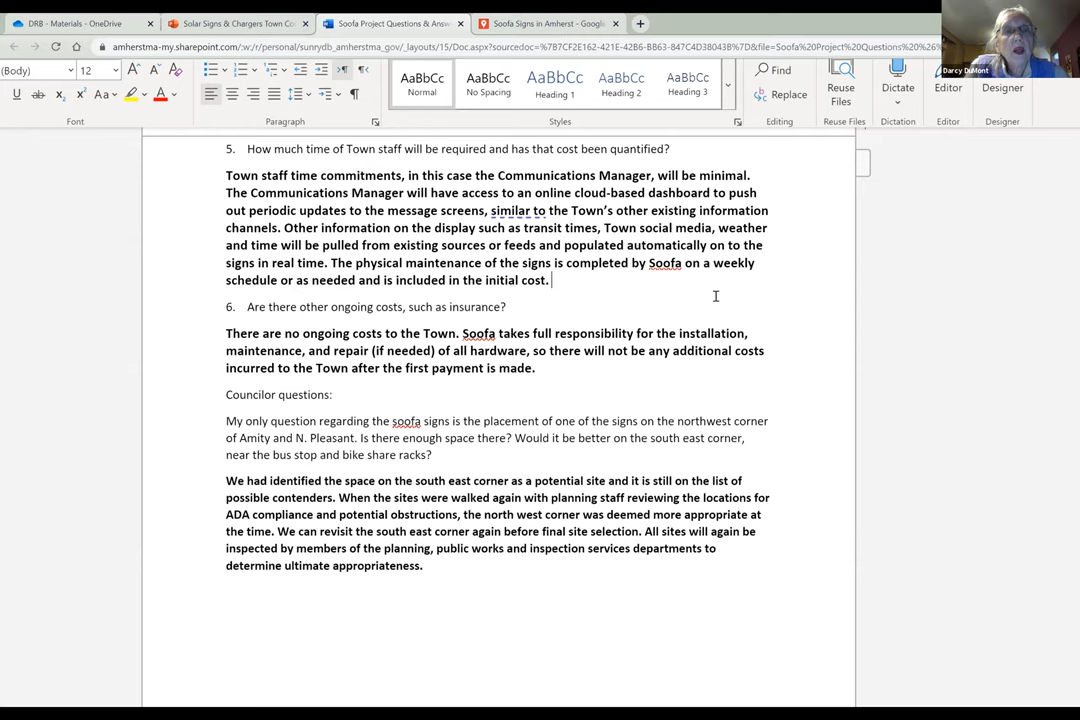 DRB - Materials - OneDrive
Solar Signs & Chargers Town Co
Soofa Project Questions & Answ
Soofa Signs in Amherst - Google
amherstma-my.sharepoint.com/:w:/r/personal/sunrydb_amherstma_gov/_layouts/15/Doc.aspx?sourcedoc=%7B7CF2E162-421E-42B6-BB63-847C4D38043B%7D&file=Soofa%20Project%20Questions%20%26%
Darcy DuMont
(Body) 12
Aa
AaBbCc AaBbCc AaBbCc AaBbCc AaBbCc
Normal No Spacing Heading 1 Heading 2 Heading 3
Find
Replace
Reuse Files
Dictate
Editor
Designer
Font Paragraph Styles Editing Reuse Files Dictation Editor Designer
5. How much time of Town staff will be required and has that cost been quantified?
Town staff time commitments, in this case the Communications Manager, will be minimal.
The Communications Manager will have access to an online cloud-based dashboard to push
out periodic updates to the message screens, similar to the Town’s other existing information
channels. Other information on the display such as transit times, Town social media, weather
and time will be pulled from existing sources or feeds and populated automatically on to the
signs in real time. The physical maintenance of the signs is completed by Soofa on a weekly
schedule or as needed and is included in the initial cost.
6. Are there other ongoing costs, such as insurance?
There are no ongoing costs to the Town. Soofa takes full responsibility for the installation,
maintenance, and repair (if needed) of all hardware, so there will not be any additional costs
incurred to the Town after the first payment is made.
Councilor questions:
My only question regarding the soofa signs is the placement of one of the signs on the northwest corner
of Amity and N. Pleasant. Is there enough space there? Would it be better on the south east corner,
near the bus stop and bike share racks?
We had identified the space on the south east corner as a potential site and it is still on the list of
possible contenders. When the sites were walked again with planning staff reviewing the locations for
ADA compliance and potential obstructions, the north west corner was deemed more appropriate at
the time. We can revisit the south east corner again before final site selection. All sites will again be
inspected by members of the planning, public works and inspection services departments to
determine ultimate appropriateness.